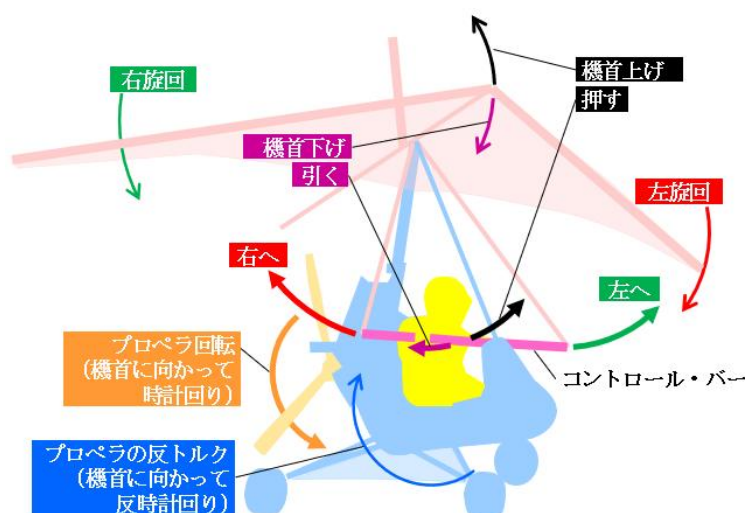 機首上げ
押す
右旋回
機首下げ
引く
左旋回
右へ
左へ
プロペラ回転
(機首に向かって
時計回り)
コントロール・バー
プロペラの反トルク
(機首に向かって
反時計回り)